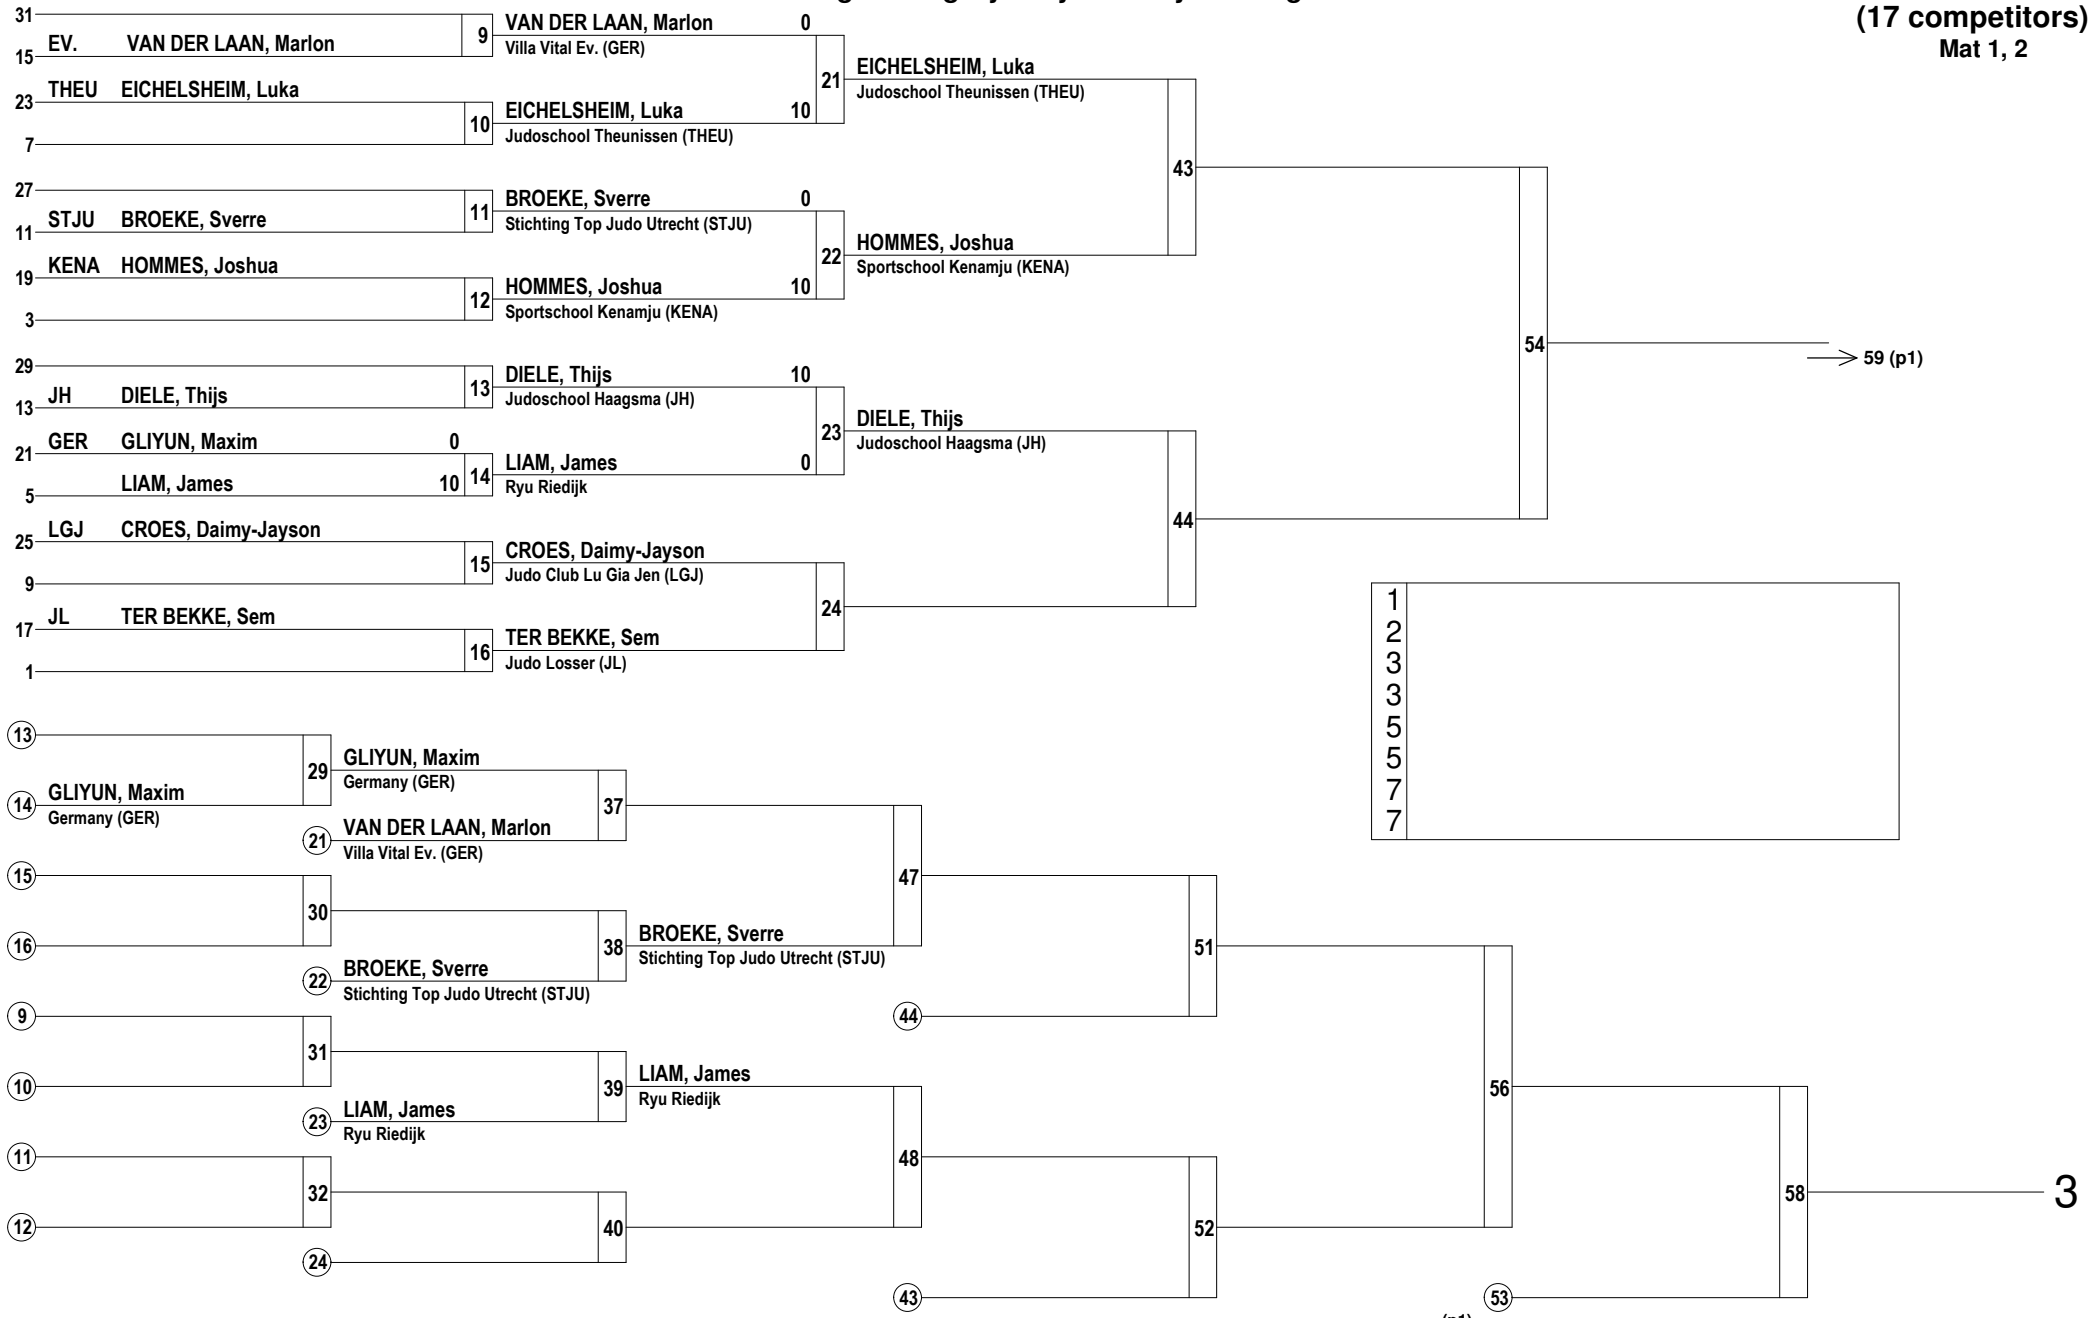 (17 competitors)
Mat 1, 2
31
15 EV. VAN DER LAAN, Marlon
9
VAN DER LAAN, Marlon 0
Villa Vital Ev. (GER)
23 THEU EICHELSHEIM, Luka
7
10
EICHELSHEIM, Luka 10
Judoschool Theunissen (THEU)
21
EICHELSHEIM, Luka
Judoschool Theunissen (THEU)
27
11 STJU BROEKE, Sverre
11
BROEKE, Sverre 0
Stichting Top Judo Utrecht (STJU)
19 KENA HOMMES, Joshua
3
12
HOMMES, Joshua 10
Sportschool Kenamju (KENA)
22
HOMMES, Joshua
Sportschool Kenamju (KENA)
43
29
13 JH DIELE, Thijs
13
DIELE, Thijs 10
Judoschool Haagsma (JH)
21 GER GLIYUN, Maxim 0
5 LIAM, James 10
14
LIAM, James 0
Ryu Riedijk
23
DIELE, Thijs
Judoschool Haagsma (JH)
25 LGJ CROES, Daimy-Jayson
9
15
CROES, Daimy-Jayson
Judo Club Lu Gia Jen (LGJ)
17 JL TER BEKKE, Sem
1
16
TER BEKKE, Sem
Judo Losser (JL)
24
44
54
59 (p1)
1
2
3
3
5
5
7
7
13
14 GLIYUN, Maxim
Germany (GER)
29
GLIYUN, Maxim
Germany (GER)
21 VAN DER LAAN, Marlon
Villa Vital Ev. (GER)
37
15
16
30
22 BROEKE, Sverre
Stichting Top Judo Utrecht (STJU)
38
BROEKE, Sverre
Stichting Top Judo Utrecht (STJU)
47
44
51
9
10
31
23 LIAM, James
Ryu Riedijk
39
LIAM, James
Ryu Riedijk
11
12
32
24
40
48
43
52
56
53
58
3